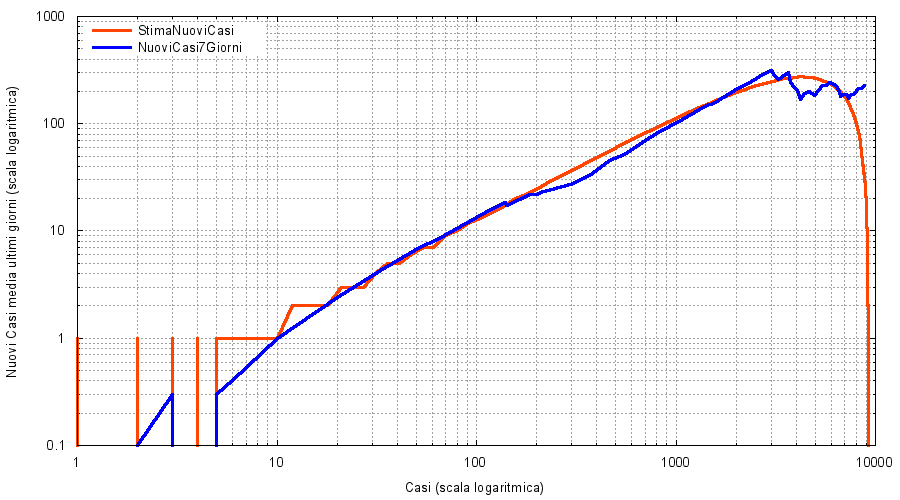 1000
StimaNuoviCasi
NuoviCasi7Giorni
100
10
1
0.1
Nuovi Casi media ultimi giorni (scala logaritmica)
1 10 100 1000 10000
Casi (scala logaritmica)